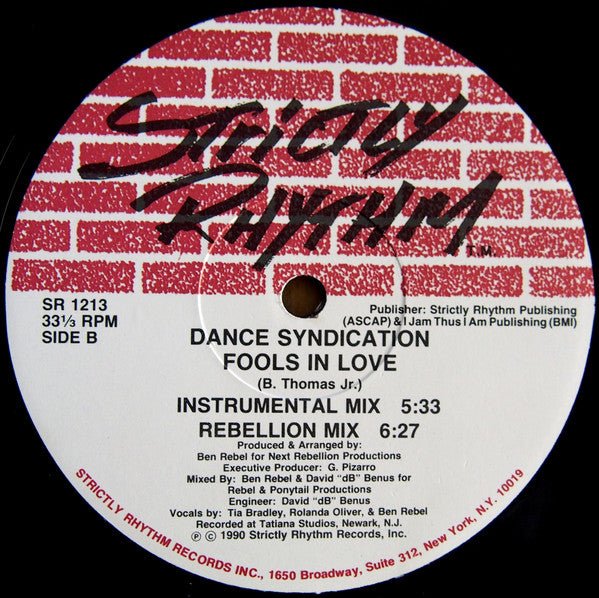 STRICTLY
RHYTHM TM
SR 1213
33⅓ RPM
SIDE B
Publisher: Strictly Rhythm Publishing
(ASCAP) & I Jam Thus I Am Publishing (BMI)
DANCE SYNDICATION
FOOLS IN LOVE
(B. Thomas Jr.)
INSTRUMENTAL MIX 5:33
REBELLION MIX 6:27
Produced & Arranged by:
Ben Rebel for Next Rebellion Productions
Executive Producer: G. Pizarro
Mixed By: Ben Rebel & David "dB" Benus for
Rebel & Ponytail Productions
Engineer: David "dB" Benus
Vocals by: Tia Bradley, Rolanda Oliver, & Ben Rebel
Recorded at Tatiana Studios, Newark, N.J.
℗ © 1990 Strictly Rhythm Records, Inc.
STRICTLY RHYTHM RECORDS INC., 1650 Broadway, Suite 312, New York, N.Y. 10019